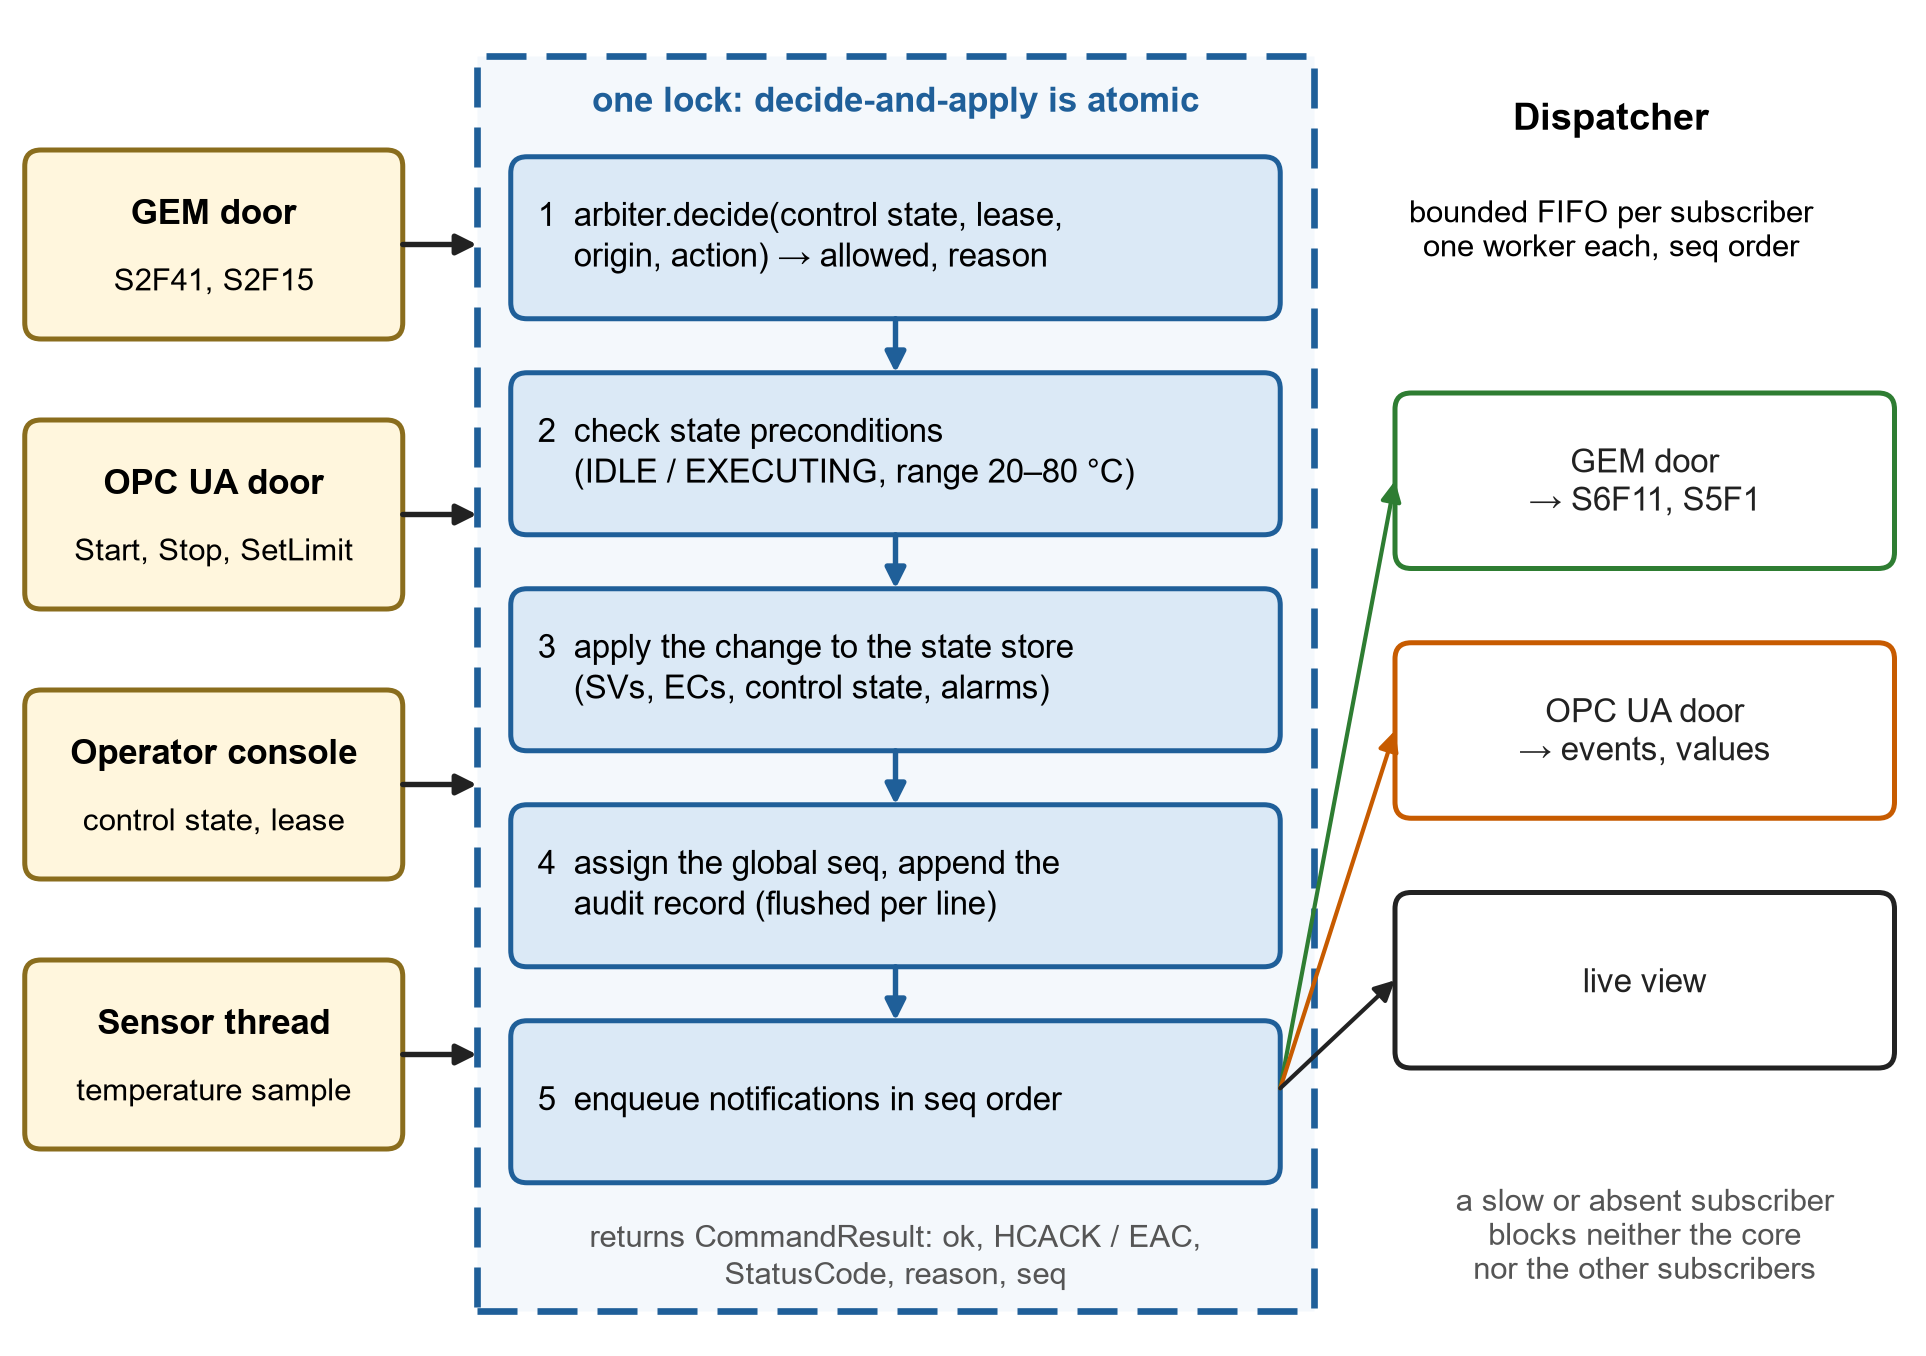 GEM door
S2F41, S2F15
OPC UA door
Start, Stop, SetLimit
Operator console
control state, lease
Sensor thread
temperature sample
one lock: decide-and-apply is atomic
1 arbiter.decide(control state, lease,
origin, action) → allowed, reason
2 check state preconditions
(IDLE / EXECUTING, range 20–80 °C)
3 apply the change to the state store
(SVs, ECs, control state, alarms)
4 assign the global seq, append the
audit record (flushed per line)
5 enqueue notifications in seq order
returns CommandResult: ok, HCACK / EAC,
StatusCode, reason, seq
Dispatcher
bounded FIFO per subscriber
one worker each, seq order
GEM door
→ S6F11, S5F1
OPC UA door
→ events, values
live view
a slow or absent subscriber
blocks neither the core
nor the other subscribers